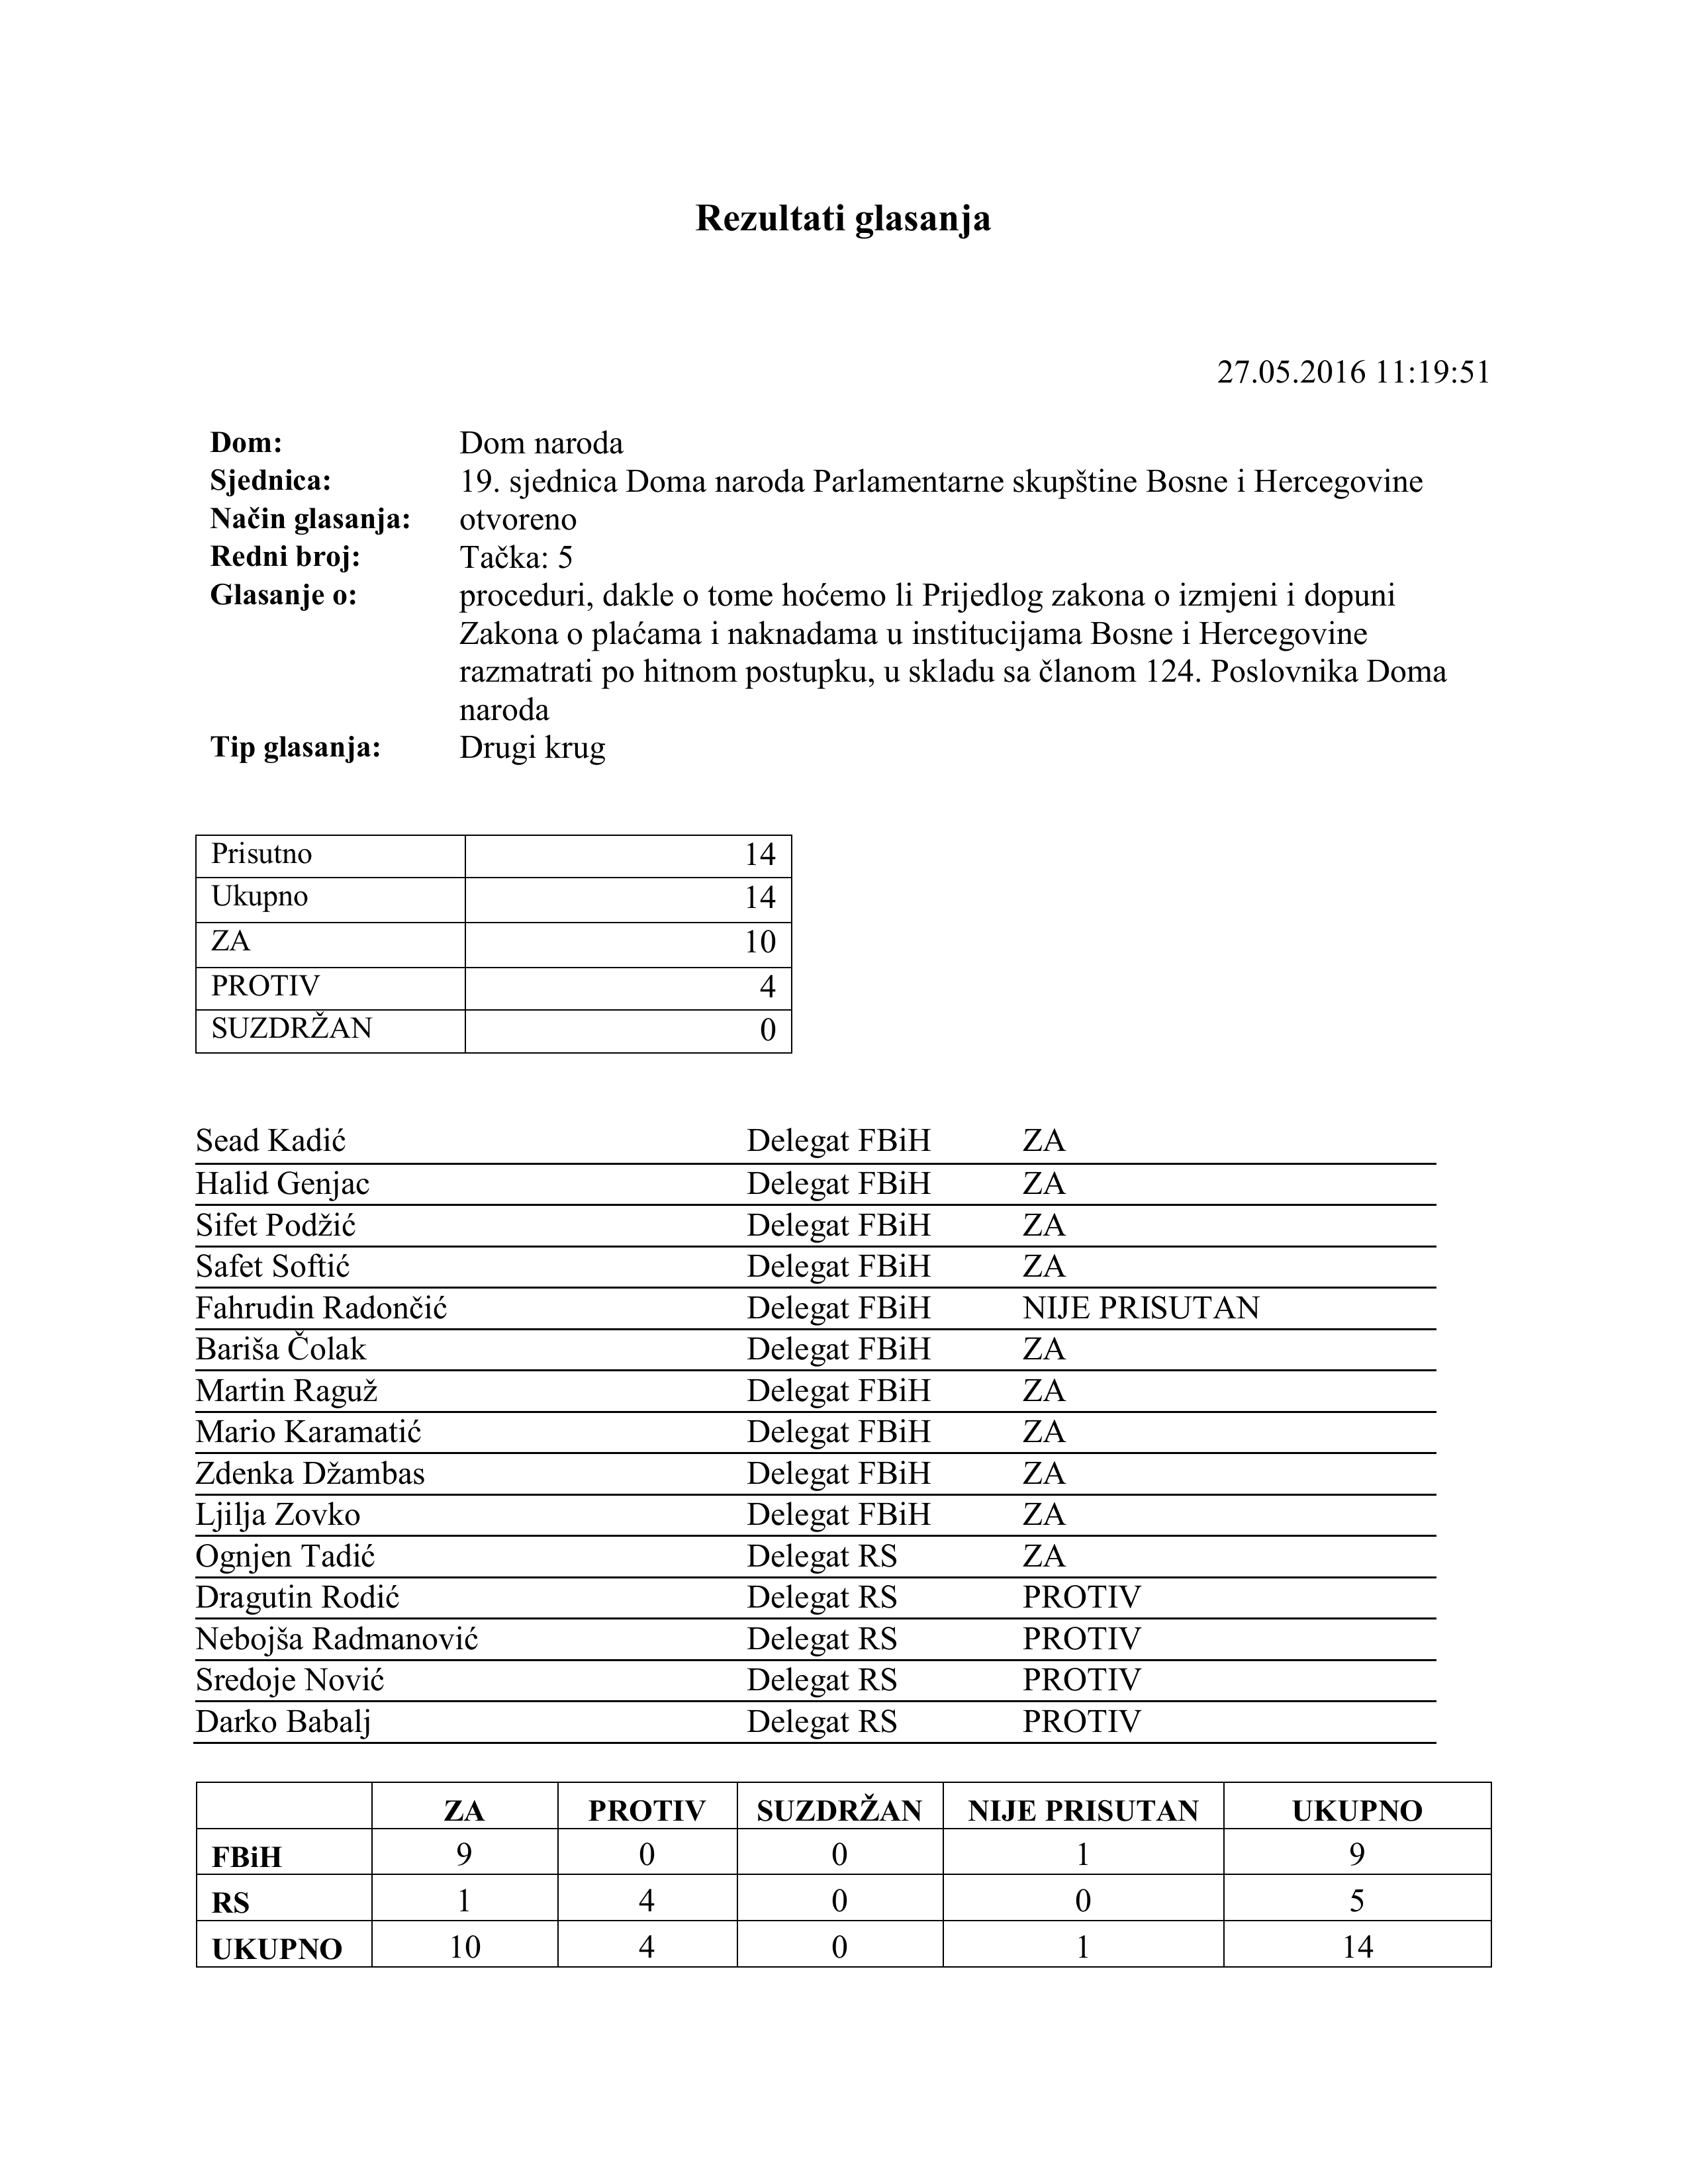 Rezultati glasanja
27.05.2016 11:19:51
Dom: Dom naroda
Sjednica: 19. sjednica Doma naroda Parlamentarne skupštine Bosne i Hercegovine
Način glasanja: otvoreno
Redni broj: Tačka: 5
Glasanje o: proceduri, dakle o tome hoćemo li Prijedlog zakona o izmjeni i dopuni
Zakona o plaćama i naknadama u institucijama Bosne i Hercegovine
razmatrati po hitnom postupku, u skladu sa članom 124. Poslovnika Doma
naroda
Tip glasanja: Drugi krug
Prisutno 14
Ukupno 14
ZA 10
PROTIV 4
SUZDRŽAN 0
Sead Kadić Delegat FBiH ZA
Halid Genjac Delegat FBiH ZA
Sifet Podžić Delegat FBiH ZA
Safet Softić Delegat FBiH ZA
Fahrudin Radončić Delegat FBiH NIJE PRISUTAN
Bariša Čolak Delegat FBiH ZA
Martin Raguž Delegat FBiH ZA
Mario Karamatić Delegat FBiH ZA
Zdenka Džambas Delegat FBiH ZA
Ljilja Zovko Delegat FBiH ZA
Ognjen Tadić Delegat RS ZA
Dragutin Rodić Delegat RS PROTIV
Nebojša Radmanović Delegat RS PROTIV
Sredoje Nović Delegat RS PROTIV
Darko Babalj Delegat RS PROTIV
ZA PROTIV SUZDRŽAN NIJE PRISUTAN UKUPNO
FBiH 9 0 0 1 9
RS 1 4 0 0 5
UKUPNO 10 4 0 1 14